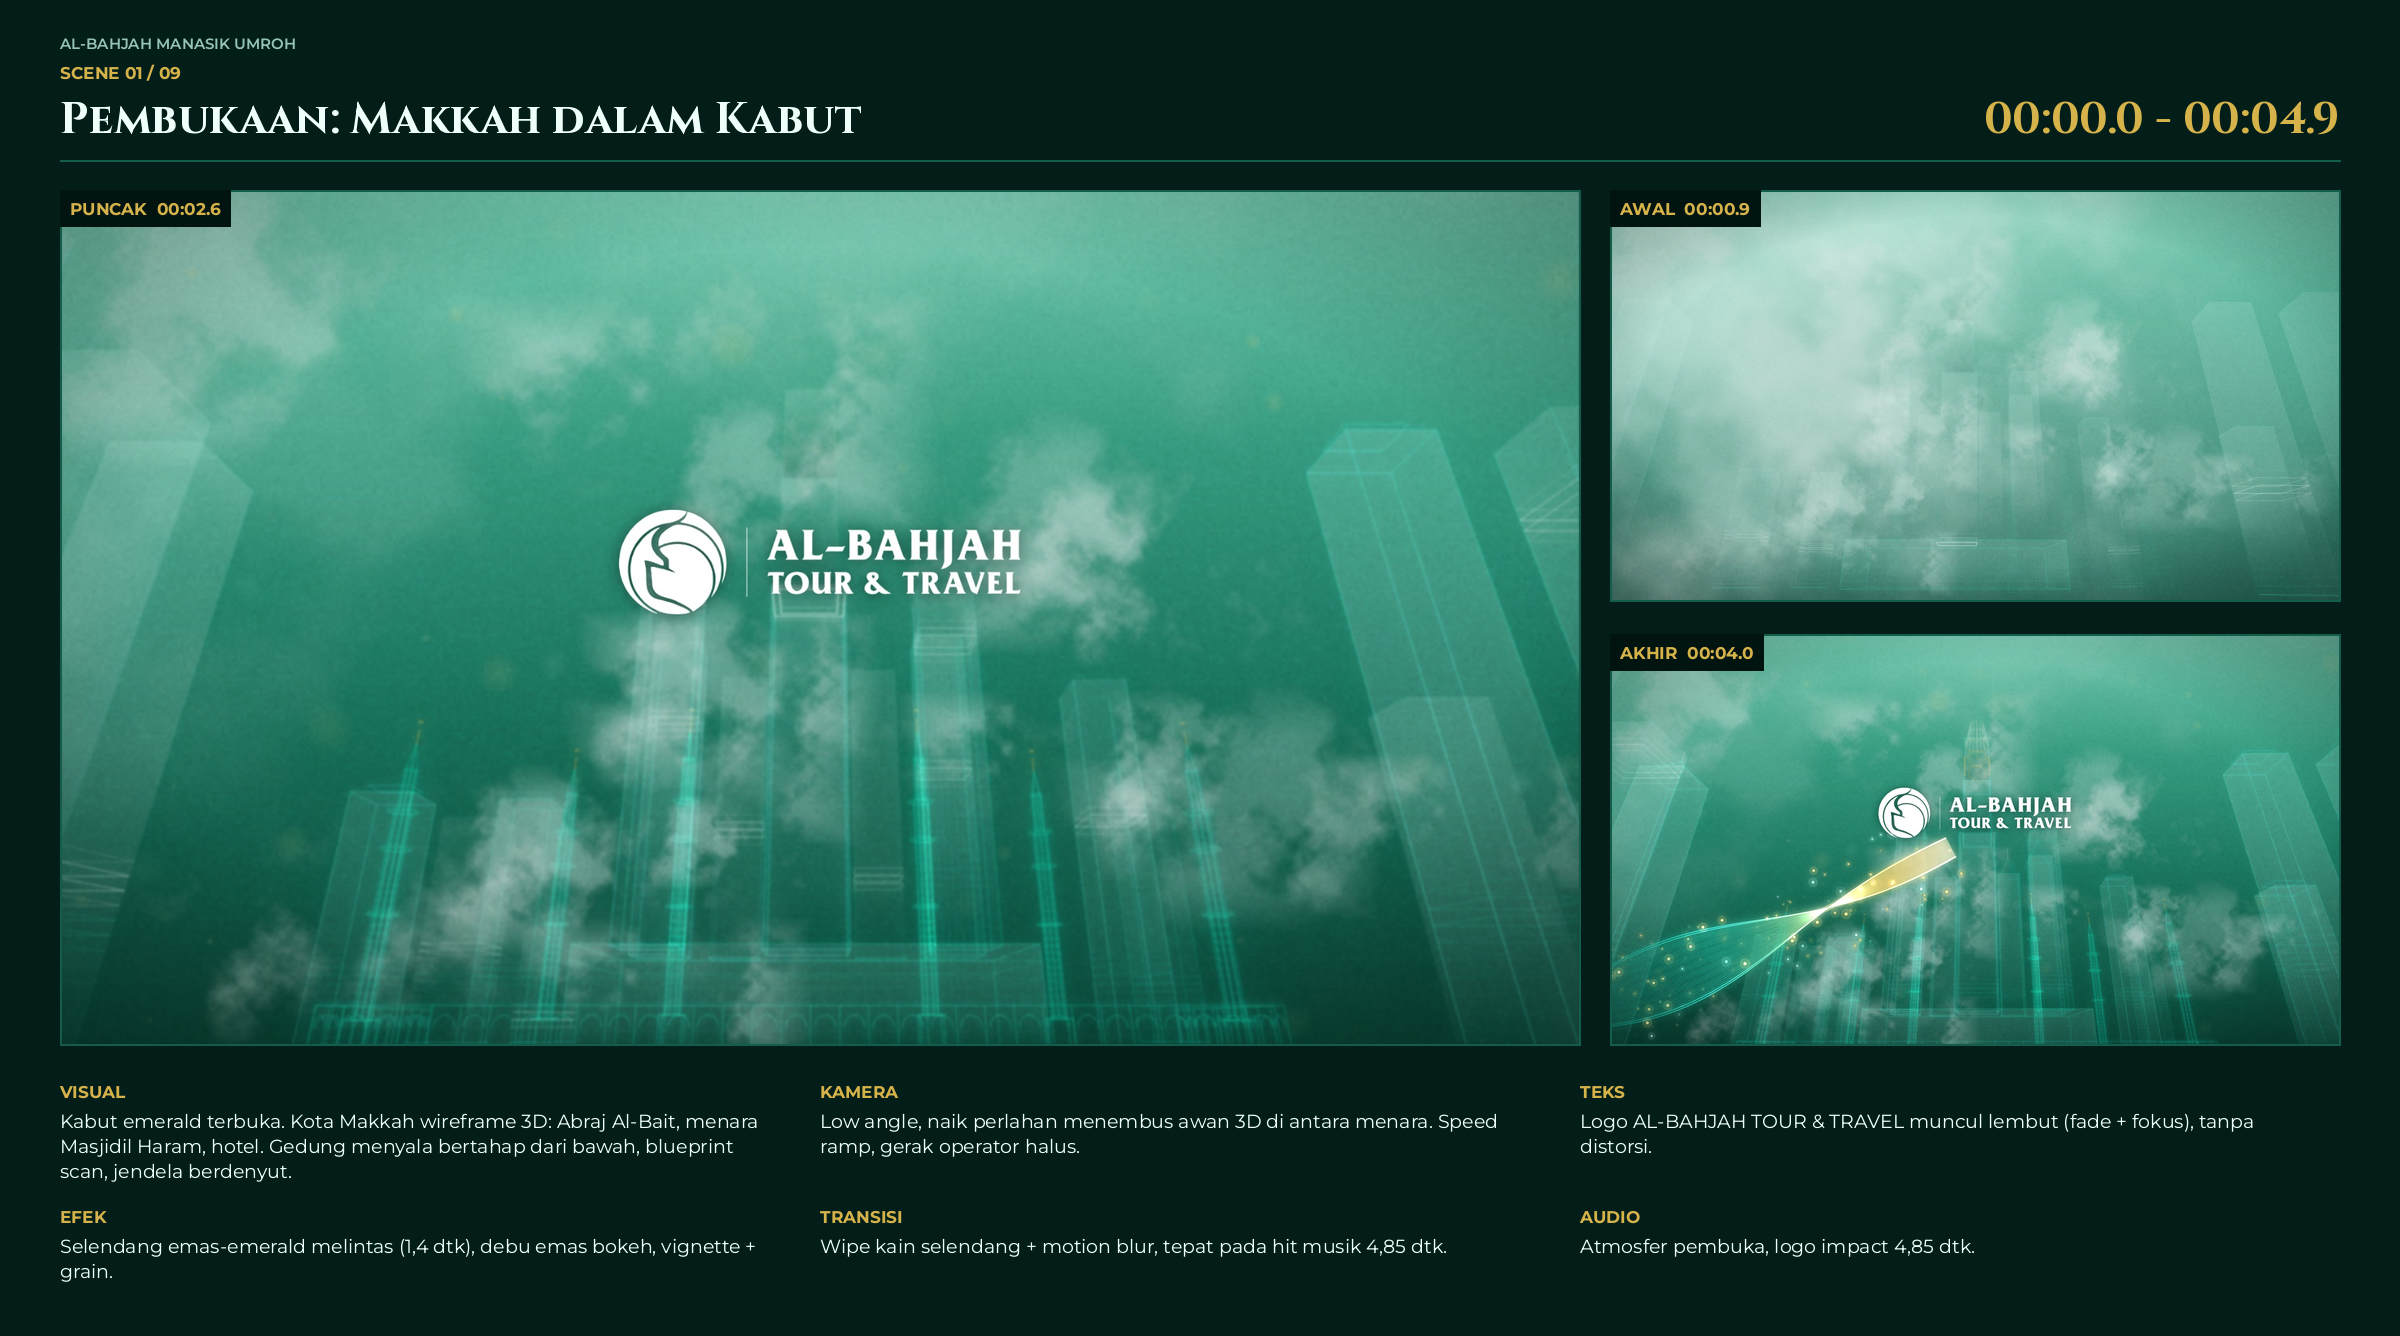 AL-BAHJAH MANASIK UMROH
SCENE 01 / 09
PEMBUKAAN: MAKKAH DALAM KABUT
00:00.0 - 00:04.9
PUNCAK 00:02.6
AL-BAHJAH
TOUR & TRAVEL
AWAL 00:00.9
AKHIR 00:04.0
AL-BAHJAH
TOUR & TRAVEL
VISUAL
Kabut emerald terbuka. Kota Makkah wireframe 3D: Abraj Al-Bait, menara
Masjidil Haram, hotel. Gedung menyala bertahap dari bawah, blueprint
scan, jendela berdenyut.
KAMERA
Low angle, naik perlahan menembus awan 3D di antara menara. Speed
ramp, gerak operator halus.
TEKS
Logo AL-BAHJAH TOUR & TRAVEL muncul lembut (fade + fokus), tanpa
distorsi.
EFEK
Selendang emas-emerald melintas (1,4 dtk), debu emas bokeh, vignette +
grain.
TRANSISI
Wipe kain selendang + motion blur, tepat pada hit musik 4,85 dtk.
AUDIO
Atmosfer pembuka, logo impact 4,85 dtk.